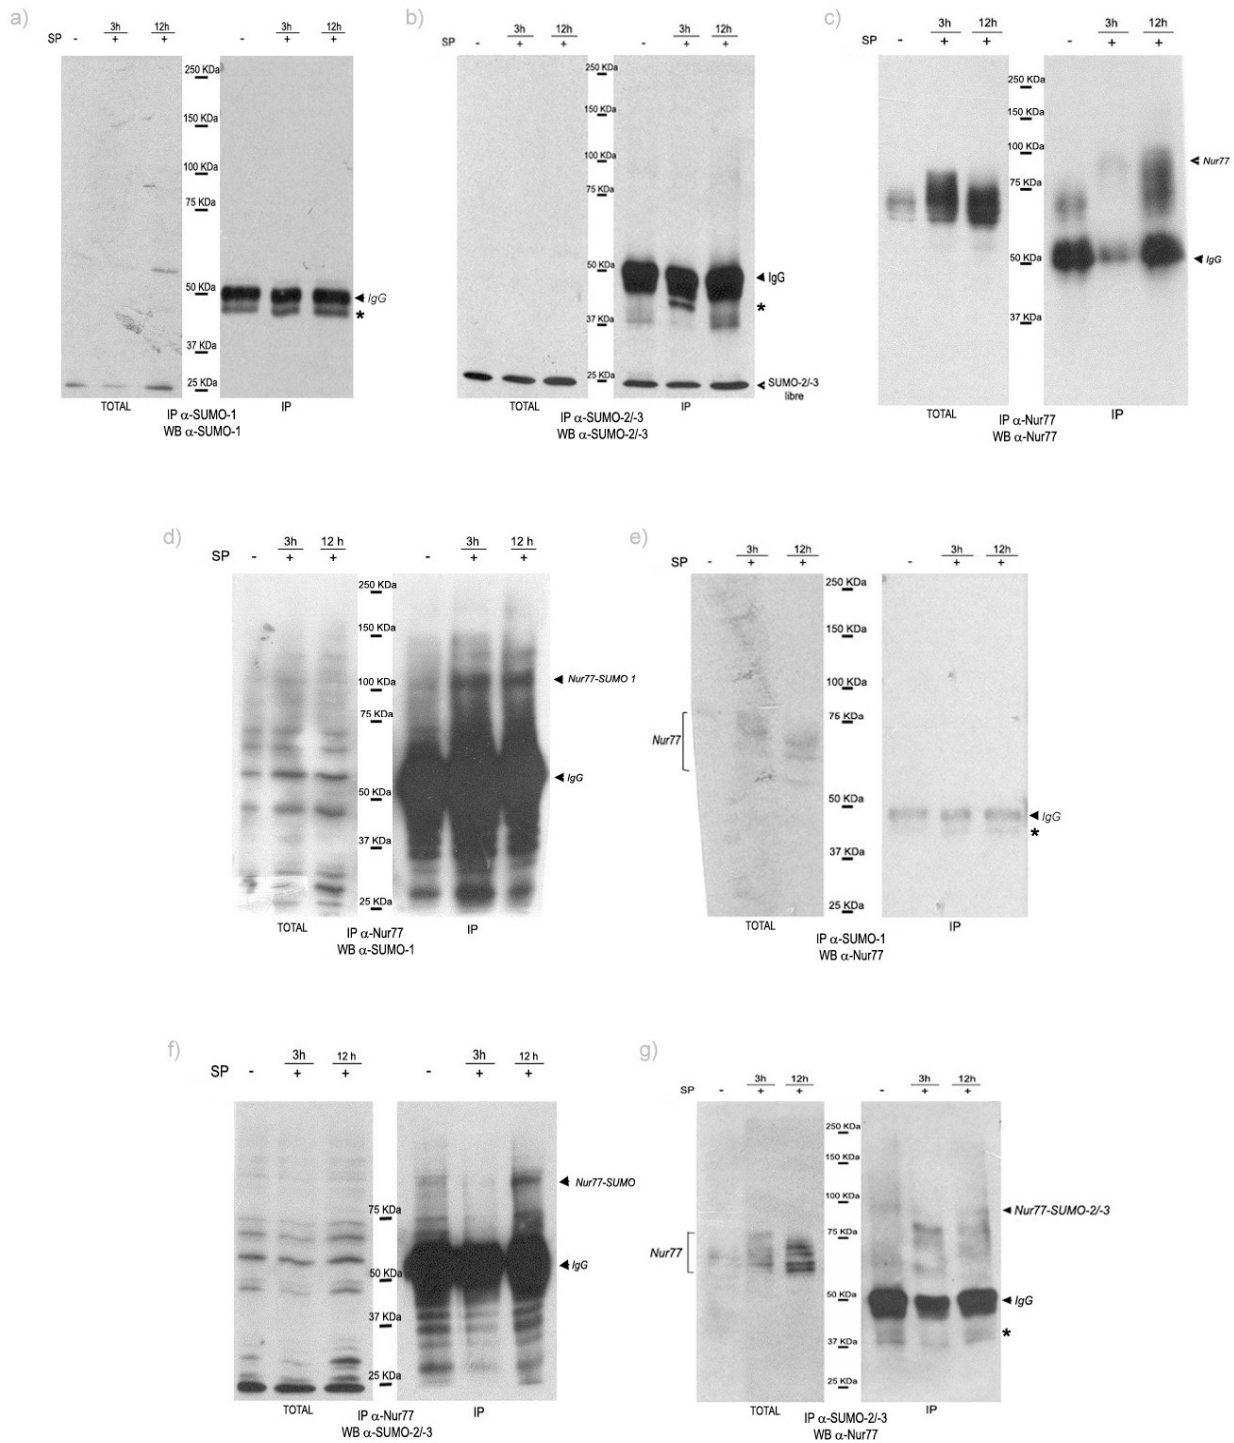 a)
3h 12h
SP - + + - + +
250 KDa
150 KDa
100 KDa
75 KDa
50 KDa
IgG
*
37 KDa
25 KDa
TOTAL IP
IP α-SUMO-1
WB α-SUMO-1
b)
3h 12h 3h 12h
SP - + + - + +
250 KDa
150 KDa
100 KDa
75 KDa
50 KDa
IgG
*
37 KDa
25 KDa
SUMO-2/-3
libre
TOTAL IP
IP α-SUMO-2/-3
WB α-SUMO-2/-3
c)
3h 12h 3h 12h
SP - + + - + +
250 KDa
150 KDa
100 KDa
Nur77
75 KDa
50 KDa
IgG
37 KDa
TOTAL IP
IP α-Nur77
WB α-Nur77
d)
3h 12 h 3h 12 h
SP - + + - + +
250 KDa
150 KDa
100 KDa
Nur77-SUMO 1
75 KDa
IgG
50 KDa
37 KDa
25 KDa
TOTAL IP
IP α-Nur77
WB α-SUMO-1
e)
3h 12h 3h 12h
SP - + + - + +
250 KDa
150 KDa
100 KDa
75 KDa
Nur77
50 KDa
IgG
*
37 KDa
25 KDa
TOTAL IP
IP α-SUMO-1
WB α-Nur77
f)
3h 12 h 3h 12 h
SP - + + - + +
Nur77-SUMO
75 KDa
IgG
50 KDa
37 KDa
25 KDa
TOTAL IP
IP α-Nur77
WB α-SUMO-2/-3
g)
3h 12h 3h 12h
SP - + + - + +
250 KDa
150 KDa
100 KDa
Nur77-SUMO-2/-3
75 KDa
Nur77
50 KDa
IgG
*
37 KDa
25 KDa
TOTAL IP
IP α-SUMO-2/-3
WB α-Nur77